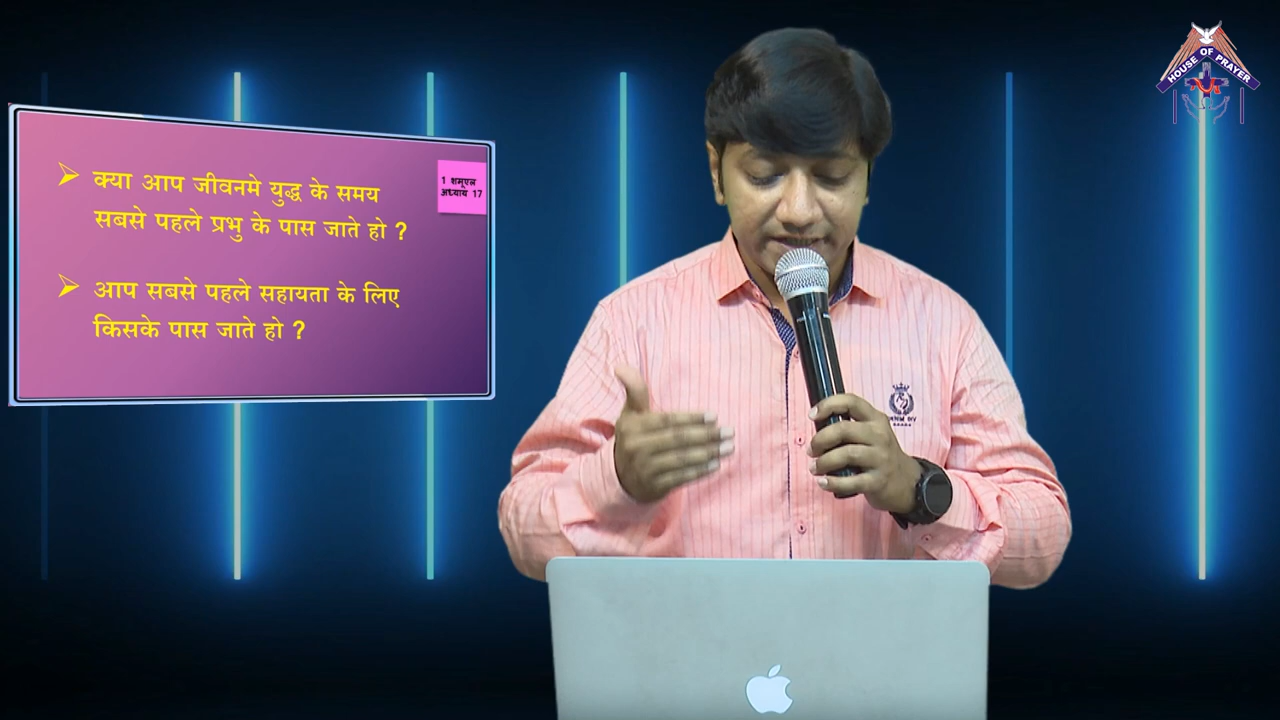 क्या आप जीवनमे युद्ध के समय
सबसे पहले प्रभु के पास जाते हो ?
आप सबसे पहले सहायता के लिए
किसके पास जाते हो ?
1 शमूएल
अध्याय 17
HOUSE OF PRAYER